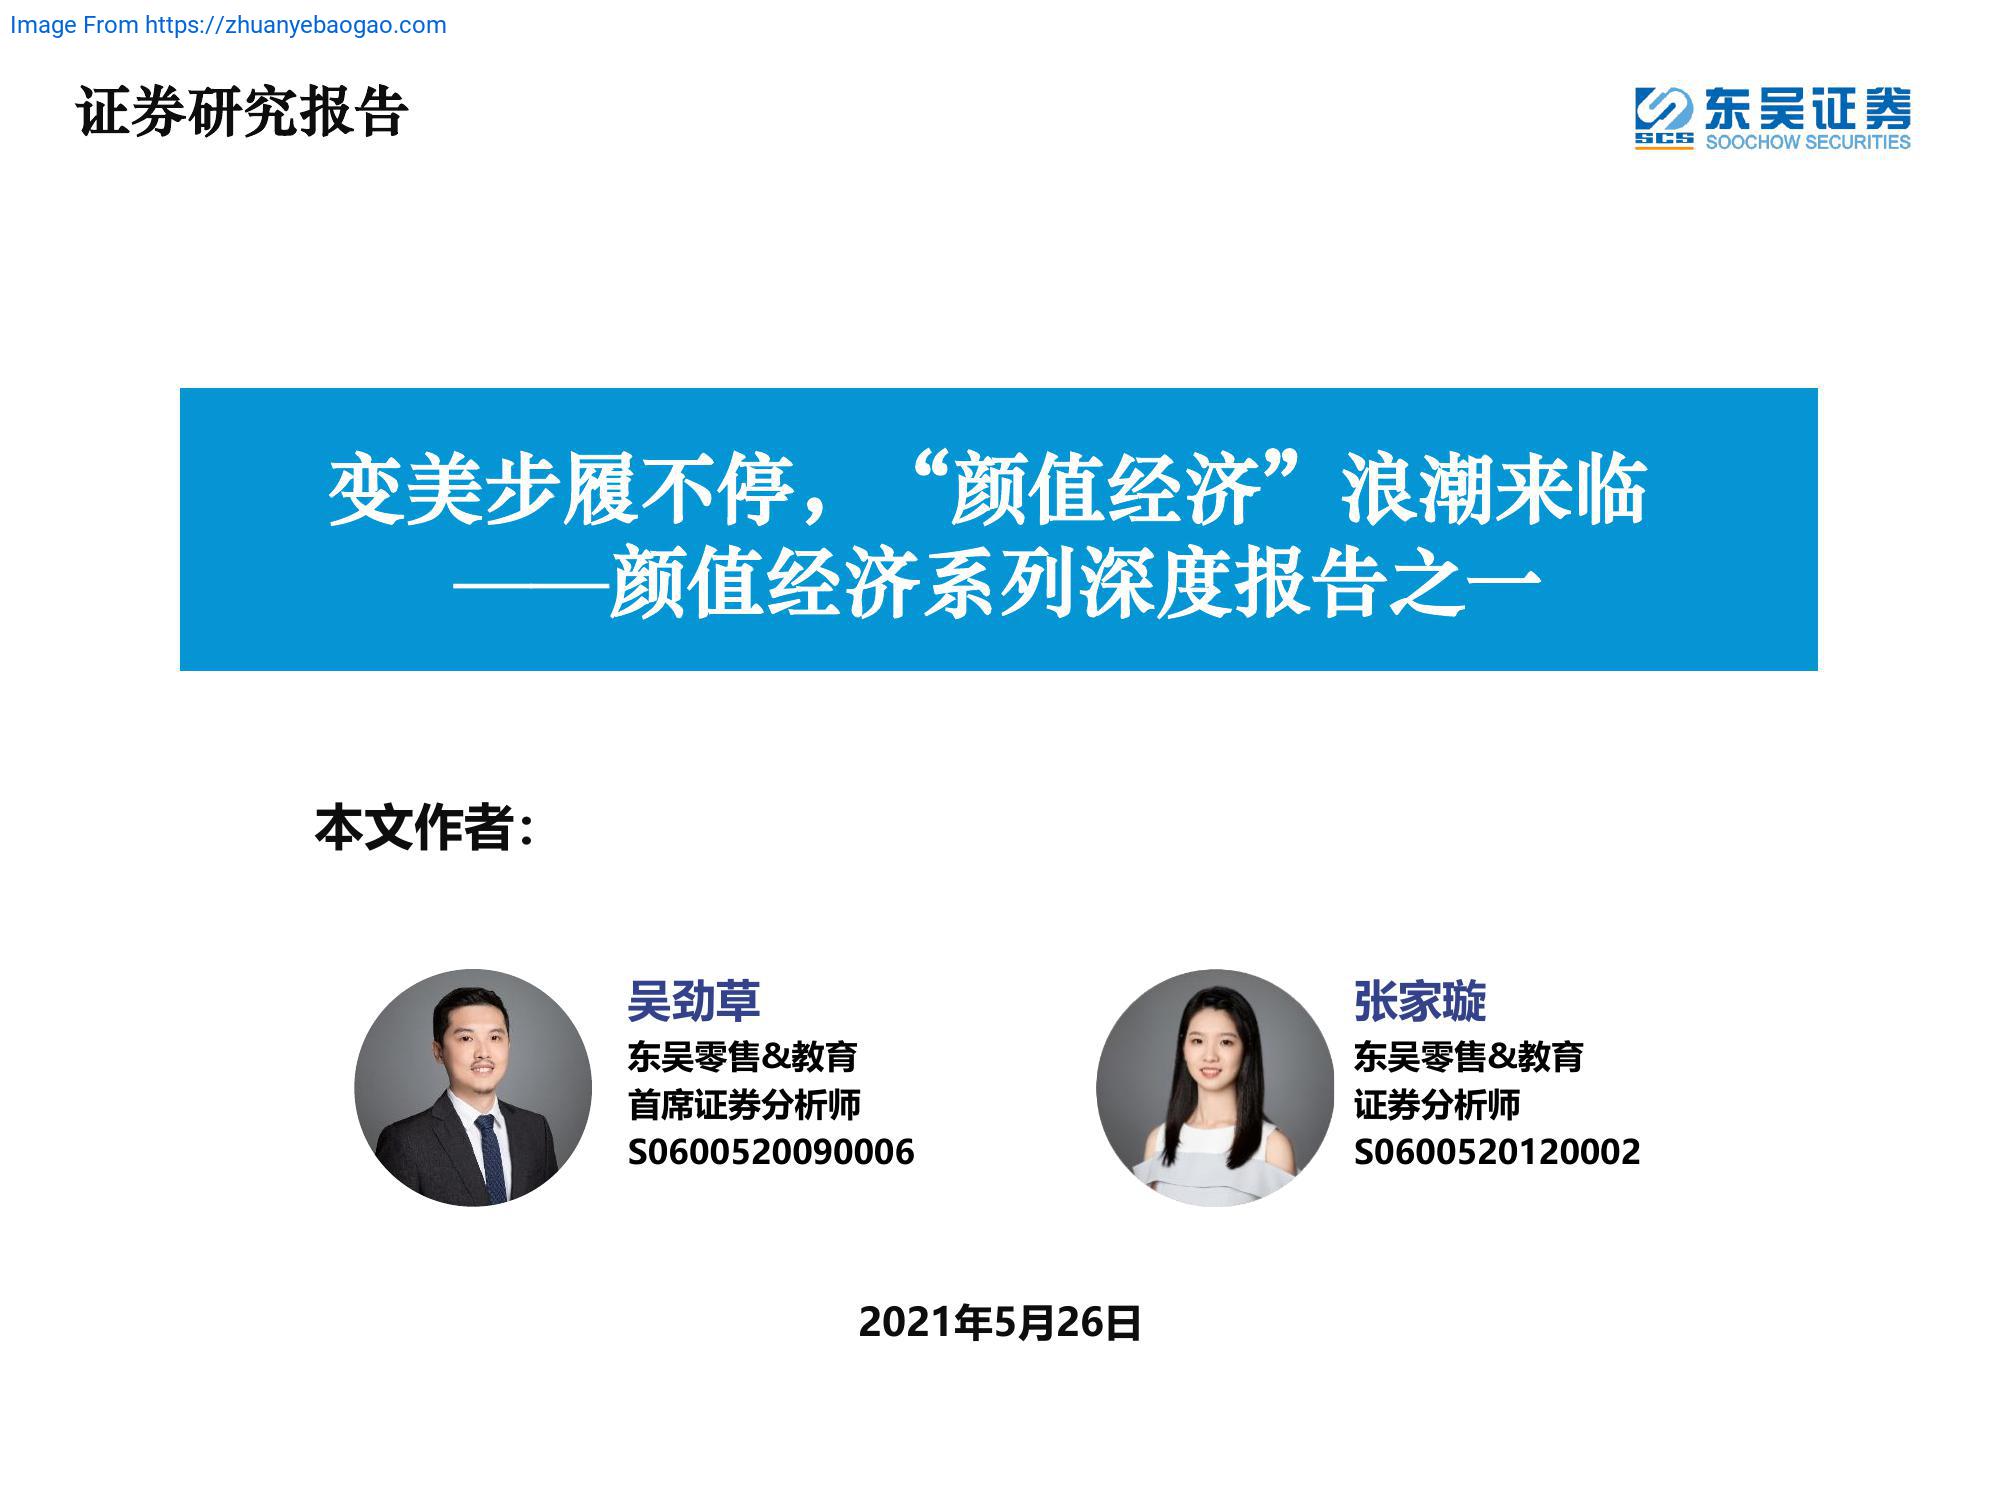 Image From https://zhuanyebaogao.com
证券研究报告
东吴证券
SCS
SOOCHOW SECURITIES
变美步履不停，“颜值经济”浪潮来临
——颜值经济系列深度报告之一
本文作者：
吴劲草
东吴零售&教育
首席证券分析师
S0600520090006
张家璇
东吴零售&教育
证券分析师
S0600520120002
2021年5月26日